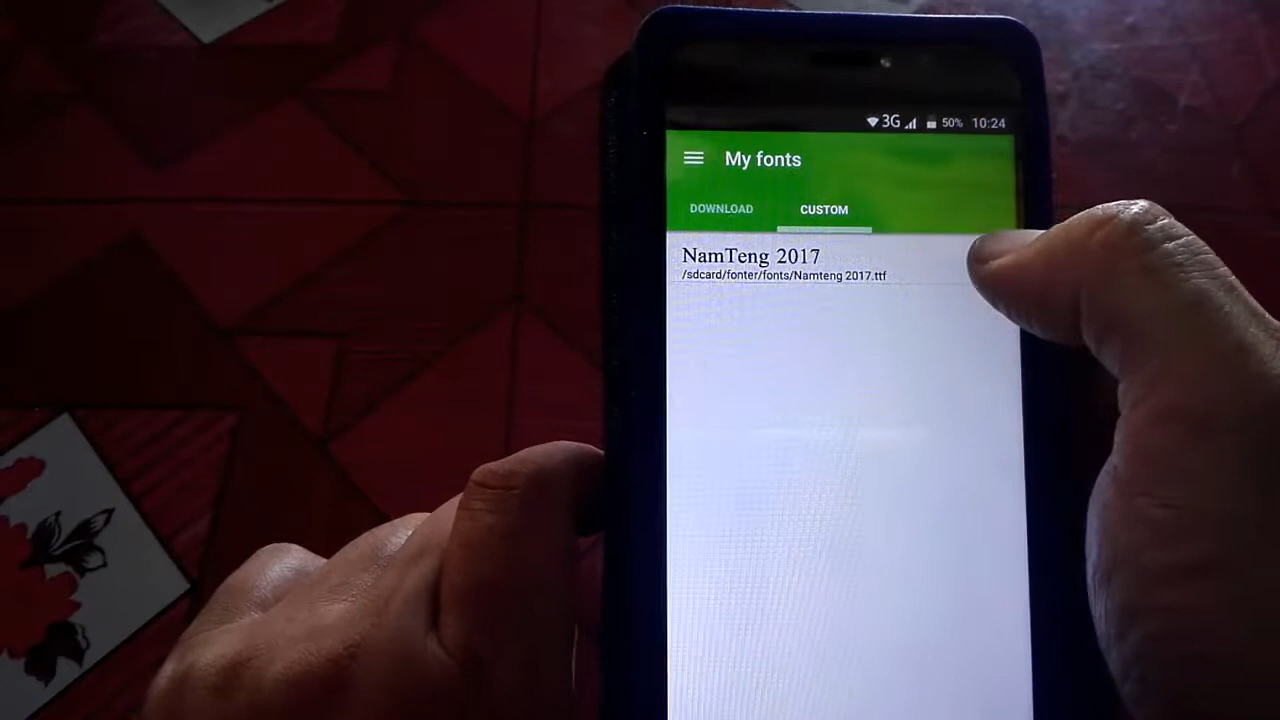 3G 50% 10:24
My fonts
DOWNLOAD CUSTOM
NamTeng 2017
/sdcard/fonter/fonts/Namteng 2017.ttf